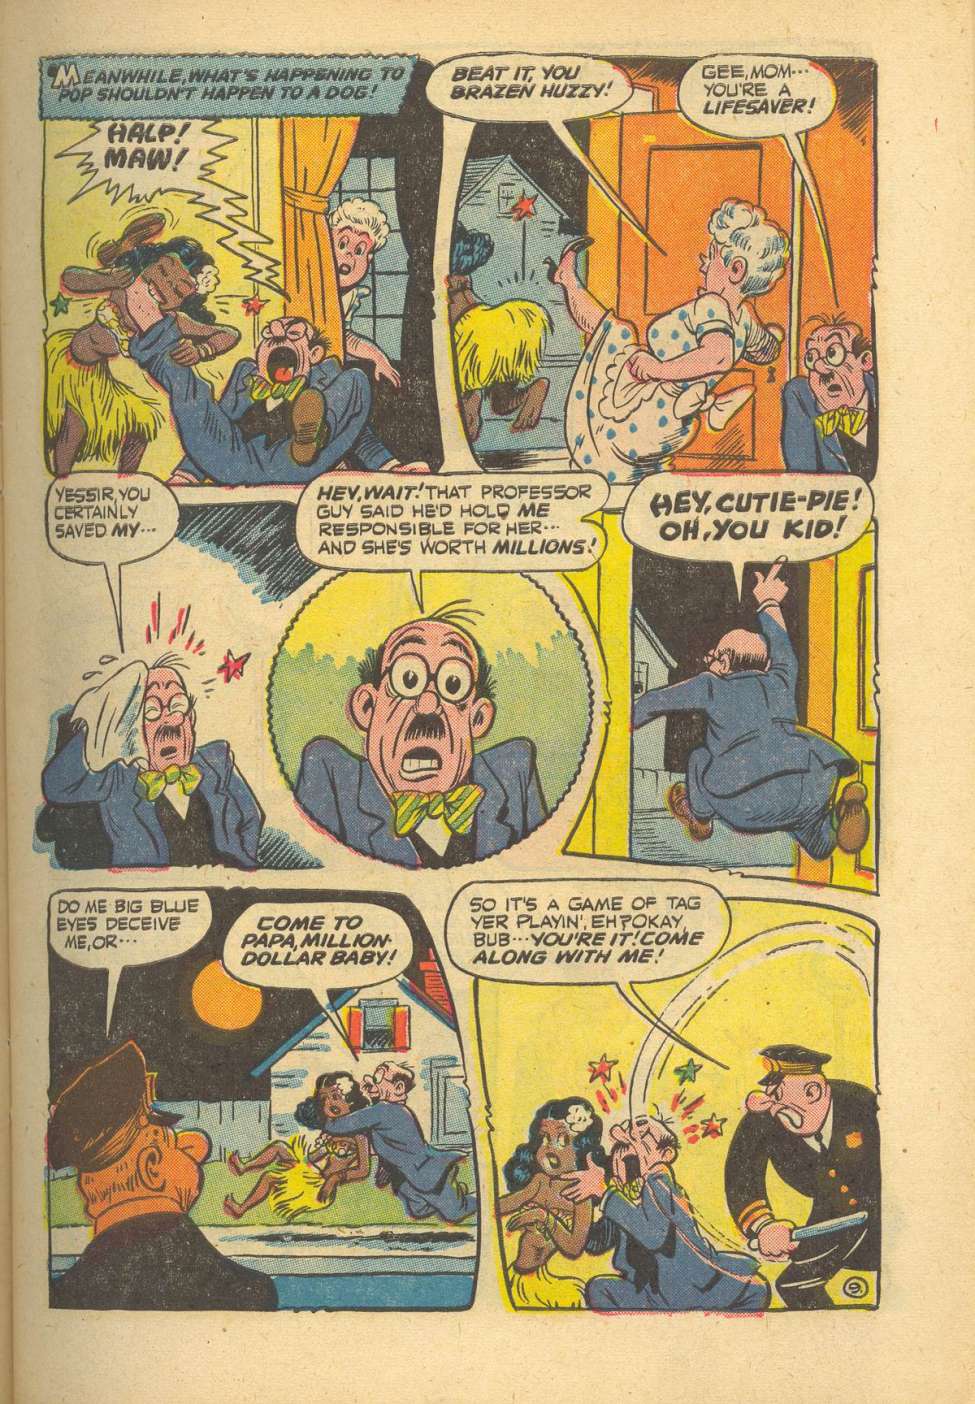 MEANWHILE, WHAT'S HAPPENING TO
POP SHOULDN'T HAPPEN TO A DOG!
HALP!
MAW!
BEAT IT, YOU
BRAZEN HUZZY!
GEE, MOM...
YOU'RE A
LIFESAVER!
YESSIR, YOU
CERTAINLY
SAVED MY...
HEY, WAIT! THAT PROFESSOR
GUY SAID HE'D HOLD ME
RESPONSIBLE FOR HER...
AND SHE'S WORTH MILLIONS!
HEY, CUTIE-PIE!
OH, YOU KID!
DO ME BIG BLUE
EYES DECEIVE
ME, OR...
COME TO
PAPA, MILLION-
DOLLAR BABY!
SO IT'S A GAME OF TAG
YER PLAYIN', EH? OKAY,
BUB... YOU'RE IT! COME
ALONG WITH ME!
9